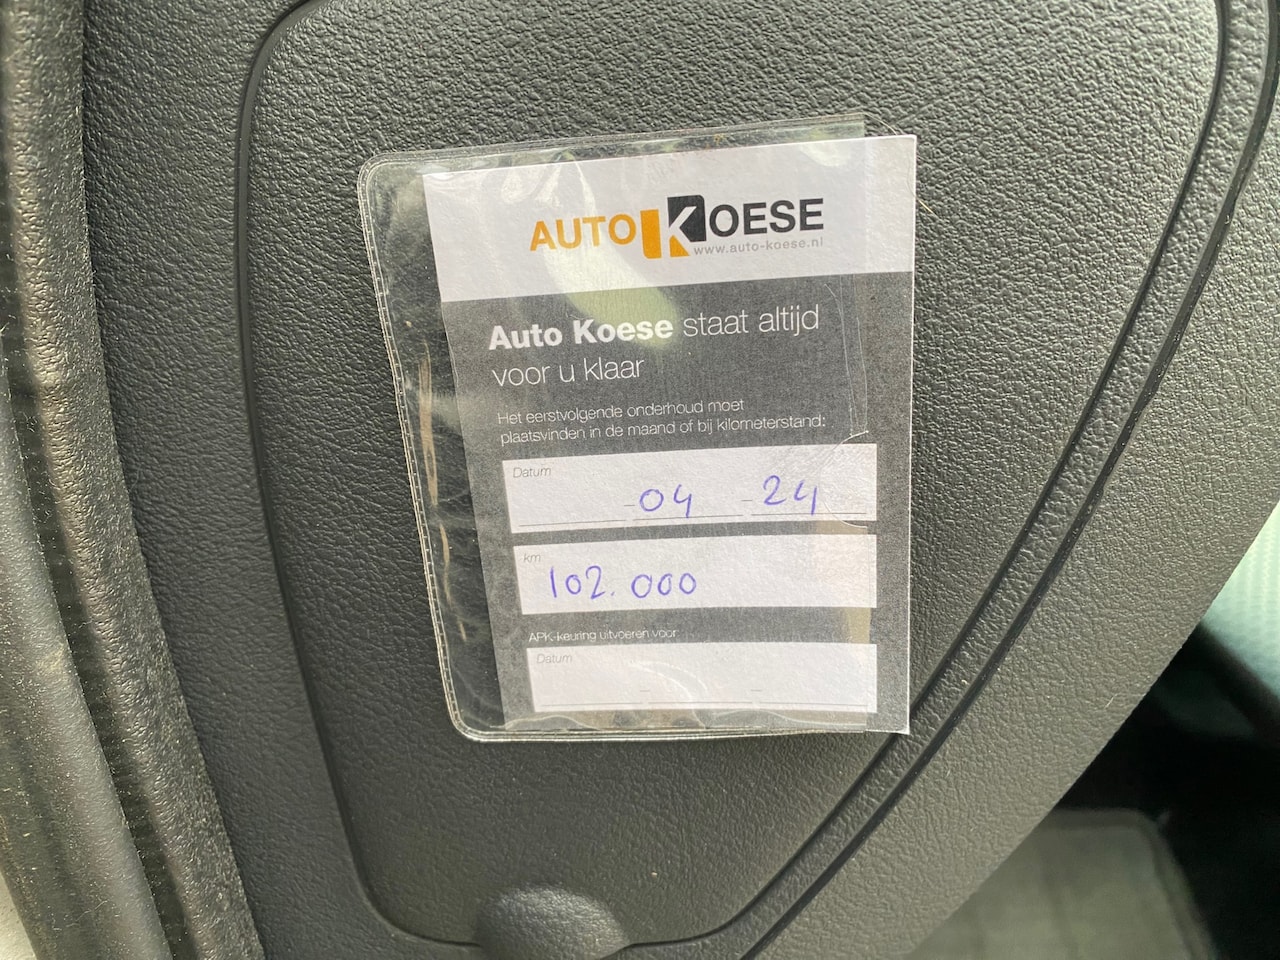 AUTO KOESE
www.auto-koese.nl
Auto Koese staat altijd
voor u klaar
Het eerstvolgende onderhoud moet
plaatsvinden in de maand of bij kilometerstand:
Datum
- 04 - 24
km
102.000
APK-keuring uitvoeren voor
Datum
- -